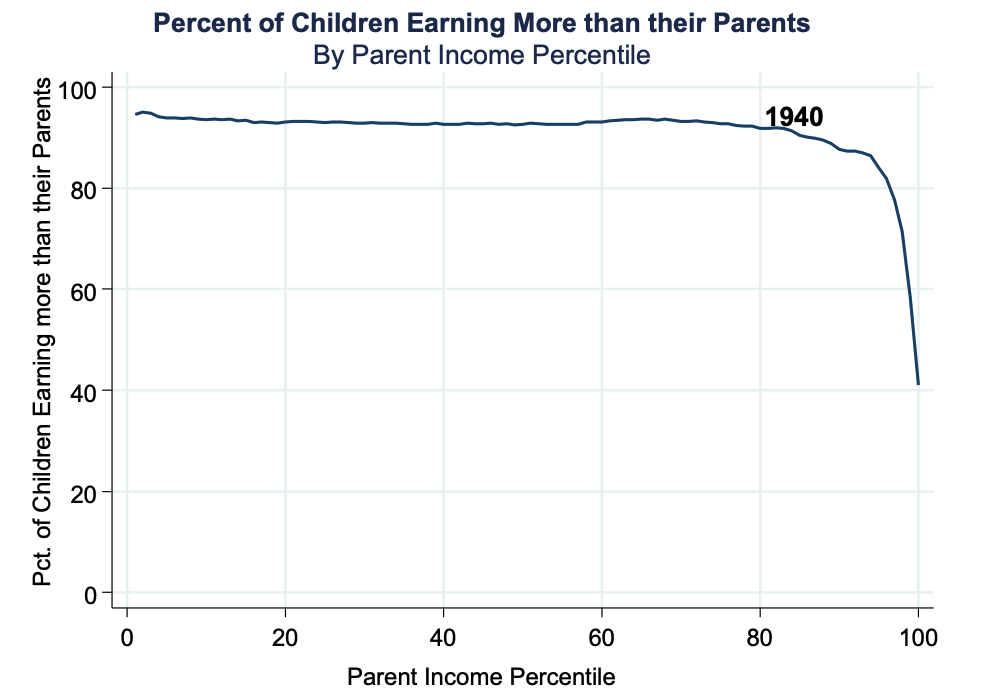 Percent of Children Earning More than their Parents
By Parent Income Percentile
Pct. of Children Earning more than their Parents
100
80
60
40
20
0
1940
0 20 40 60 80 100
Parent Income Percentile